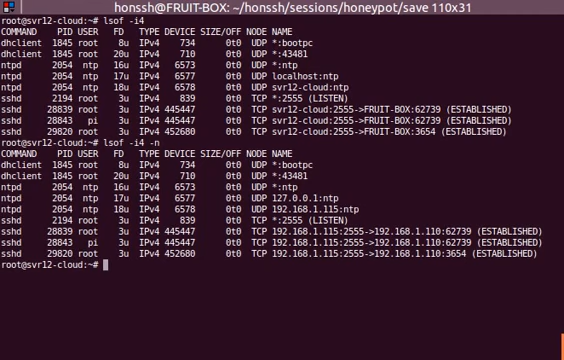 honssh@FRUIT-BOX: ~/honssh/sessions/honeypot/save 110x31
root@svr12-cloud:~# lsof -i4
COMMAND PID USER FD TYPE DEVICE SIZE/OFF NODE NAME
dhclient 1845 root 8u IPv4 734 0t0 UDP *:bootpc
dhclient 1845 root 20u IPv4 710 0t0 UDP *:43481
ntpd 2054 ntp 16u IPv4 6573 0t0 UDP *:ntp
ntpd 2054 ntp 17u IPv4 6577 0t0 UDP localhost:ntp
ntpd 2054 ntp 18u IPv4 6578 0t0 UDP svr12-cloud:ntp
sshd 2194 root 3u IPv4 839 0t0 TCP *:2555 (LISTEN)
sshd 28839 root 3u IPv4 445447 0t0 TCP svr12-cloud:2555->FRUIT-BOX:62739 (ESTABLISHED)
sshd 28843 pi 3u IPv4 445447 0t0 TCP svr12-cloud:2555->FRUIT-BOX:62739 (ESTABLISHED)
sshd 29820 root 3u IPv4 452680 0t0 TCP svr12-cloud:2555->FRUIT-BOX:3654 (ESTABLISHED)
root@svr12-cloud:~# lsof -i4 -n
COMMAND PID USER FD TYPE DEVICE SIZE/OFF NODE NAME
dhclient 1845 root 8u IPv4 734 0t0 UDP *:bootpc
dhclient 1845 root 20u IPv4 710 0t0 UDP *:43481
ntpd 2054 ntp 16u IPv4 6573 0t0 UDP *:ntp
ntpd 2054 ntp 17u IPv4 6577 0t0 UDP 127.0.0.1:ntp
ntpd 2054 ntp 18u IPv4 6578 0t0 UDP 192.168.1.115:ntp
sshd 2194 root 3u IPv4 839 0t0 TCP *:2555 (LISTEN)
sshd 28839 root 3u IPv4 445447 0t0 TCP 192.168.1.115:2555->192.168.1.110:62739 (ESTABLISHED)
sshd 28843 pi 3u IPv4 445447 0t0 TCP 192.168.1.115:2555->192.168.1.110:62739 (ESTABLISHED)
sshd 29820 root 3u IPv4 452680 0t0 TCP 192.168.1.115:2555->192.168.1.110:3654 (ESTABLISHED)
root@svr12-cloud:~#